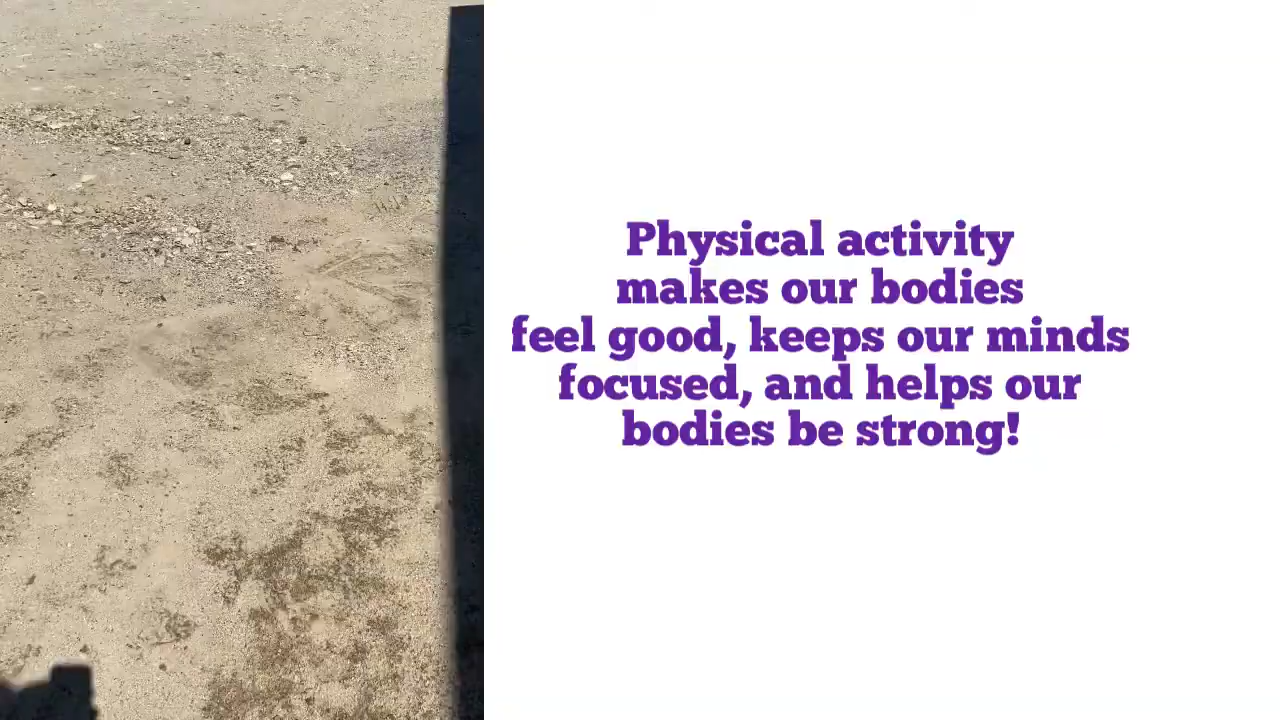 Physical activity
makes our bodies
feel good, keeps our minds
focused, and helps our
bodies be strong!